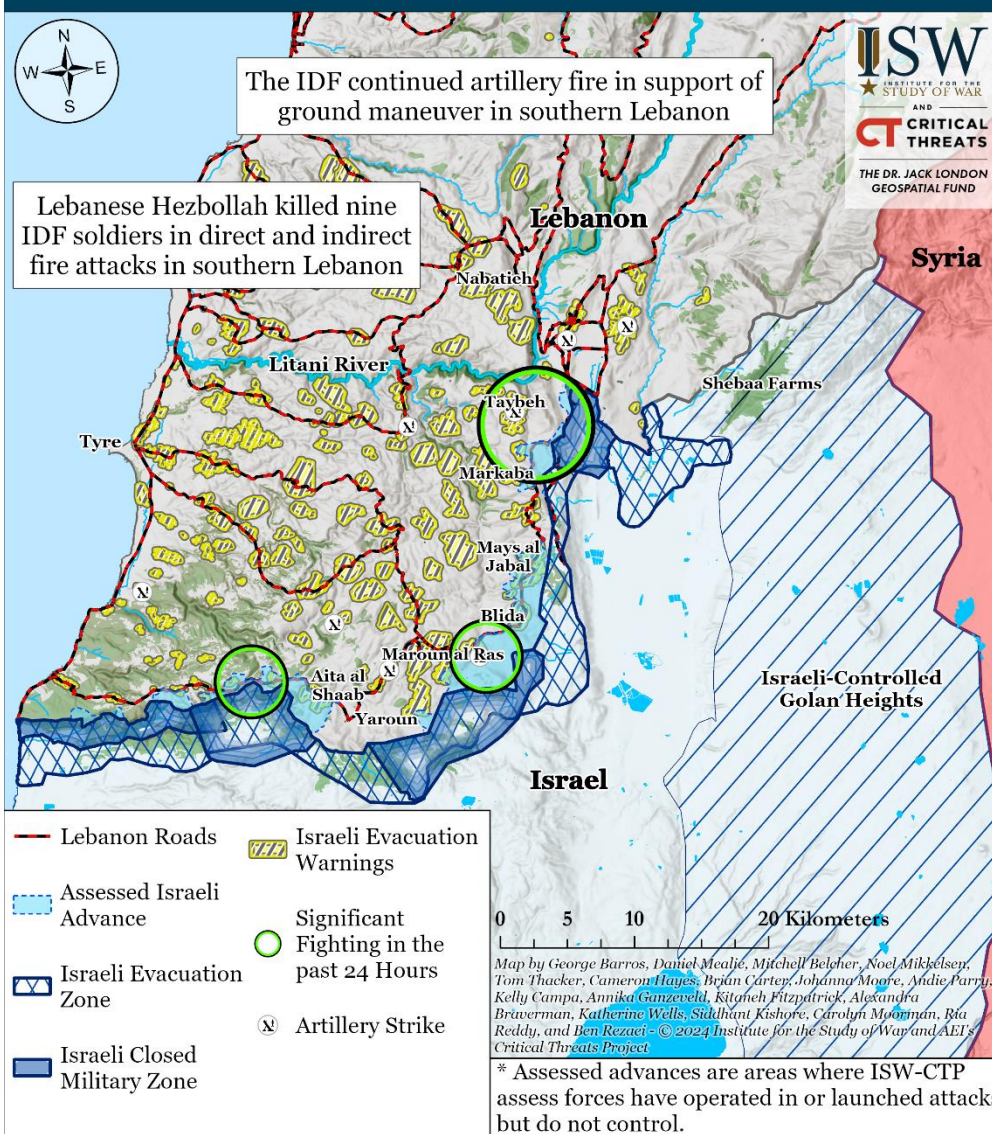 N
W E
S
The IDF continued artillery fire in support of
ground maneuver in southern Lebanon
ISW
INSTITUTE FOR THE
STUDY OF WAR
AND
CT CRITICAL
THREATS
THE DR. JACK LONDON
GEOSPATIAL FUND
Lebanese Hezbollah killed nine
IDF soldiers in direct and indirect
fire attacks in southern Lebanon
Lebanon
Syria
Nabatieh
Litani River
Shebaa Farms
Taybeh
Tyre
Markaba
Mays al
Jabal
Blida
Maroun al Ras
Aita al
Shaab
Yaroun
Israeli-Controlled
Golan Heights
Israel
Lebanon Roads
Assessed Israeli
Advance
Israeli Evacuation
Zone
Israeli Closed
Military Zone
Israeli Evacuation
Warnings
Significant
Fighting in the
past 24 Hours
Artillery Strike
0 5 10 20 Kilometers
Map by George Barros, Daniel Mealie, Mitchell Belcher, Noel Mikkelsen,
Tom Thacker, Cameron Hayes, Brian Carter, Johanna Moore, Andie Parry,
Kelly Campa, Annika Ganzeveld, Kitaneh Fitzpatrick, Alexandra
Braverman, Katherine Wells, Siddhant Kishore, Carolyn Moorman, Ria
Reddy, and Ben Rezaei - © 2024 Institute for the Study of War and AEI's
Critical Threats Project
* Assessed advances are areas where ISW-CTP
assess forces have operated in or launched attacks
but do not control.